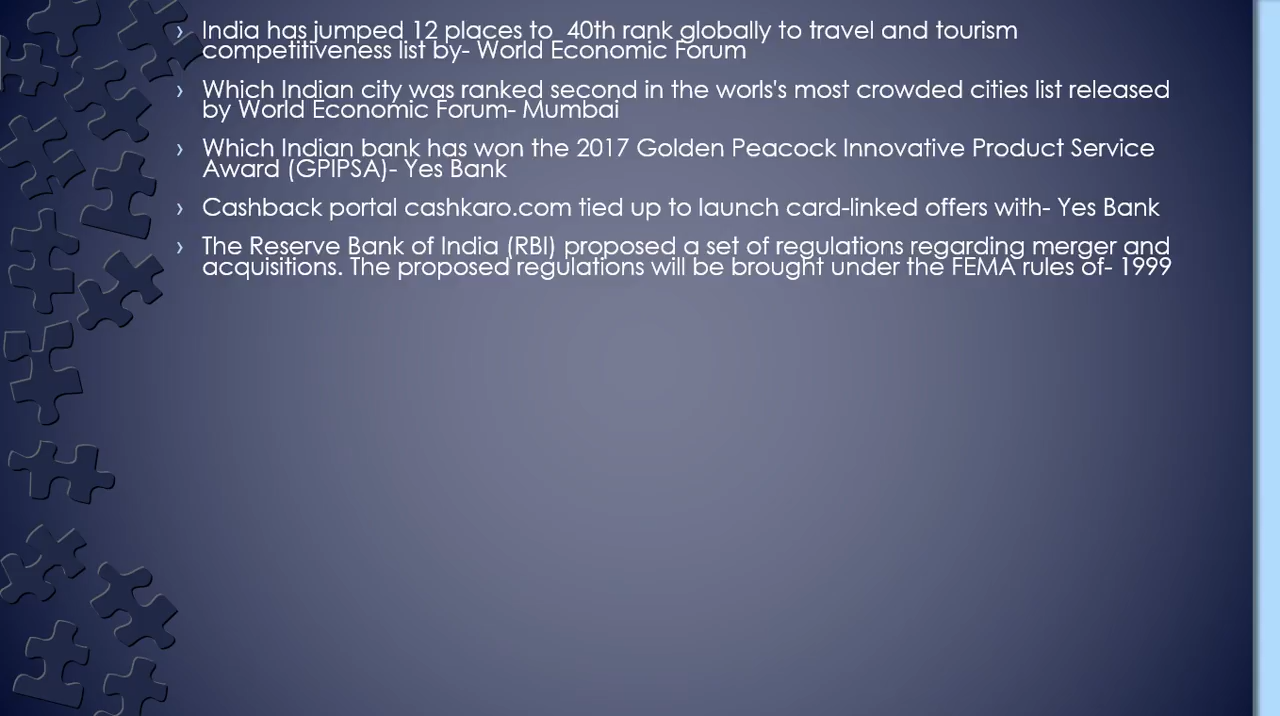 › India has jumped 12 places to  40th rank globally to travel and tourism
competitiveness list by- World Economic Forum
› Which Indian city was ranked second in the worls's most crowded cities list released
by World Economic Forum- Mumbai
› Which Indian bank has won the 2017 Golden Peacock Innovative Product Service
Award (GPIPSA)- Yes Bank
› Cashback portal cashkaro.com tied up to launch card-linked offers with- Yes Bank
› The Reserve Bank of India (RBI) proposed a set of regulations regarding merger and
acquisitions. The proposed regulations will be brought under the FEMA rules of- 1999